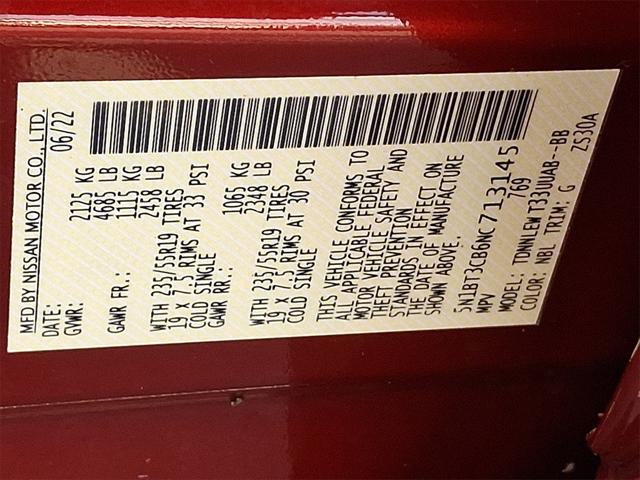 MFD BY NISSAN MOTOR CO., LTD.
DATE: 06/22
GVWR: 2125 KG
4685 LB
GAWR FR.: 1115 KG
2458 LB
WITH 235/55R19 TIRES
19 X 7.5 RIMS AT 33 PSI
COLD SINGLE
GAWR RR.: 1065 KG
2348 LB
WITH 235/55R19 TIRES
19 X 7.5 RIMS AT 30 PSI
COLD SINGLE
THIS VEHICLE CONFORMS TO
ALL APPLICABLE FEDERAL
MOTOR VEHICLE SAFETY AND
THEFT PREVENTION
STANDARDS IN EFFECT ON
THE DATE OF MANUFACTURE
SHOWN ABOVE.
5N1BT3CB6NC713145
MPV 769
MODEL: TDMNLEW T33UUAB--BB
COLOR: NBL TRIM: G ZS30A